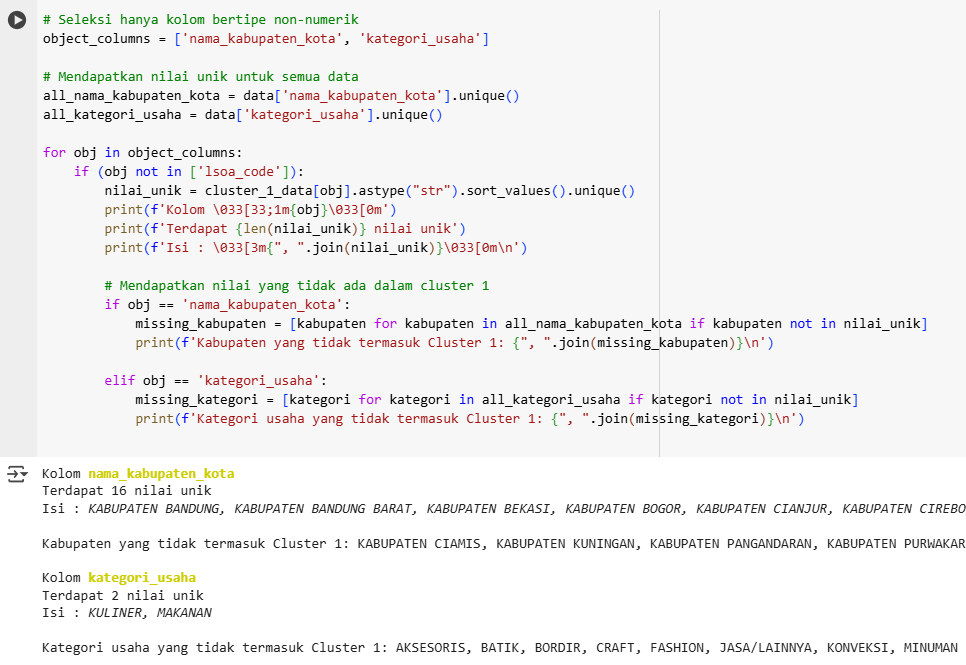 # Seleksi hanya kolom bertipe non-numerik
object_columns = ['nama_kabupaten_kota', 'kategori_usaha']
# Mendapatkan nilai unik untuk semua data
all_nama_kabupaten_kota = data['nama_kabupaten_kota'].unique()
all_kategori_usaha = data['kategori_usaha'].unique()
for obj in object_columns:
    if (obj not in ['lsoa_code']):
        nilai_unik = cluster_1_data[obj].astype("str").sort_values().unique()
        print(f'Kolom \033[33;1m{obj}\033[0m')
        print(f'Terdapat {len(nilai_unik)} nilai unik')
        print(f'Isi : \033[3m{", ".join(nilai_unik)}\033[0m\n')
        # Mendapatkan nilai yang tidak ada dalam cluster 1
        if obj == 'nama_kabupaten_kota':
            missing_kabupaten = [kabupaten for kabupaten in all_nama_kabupaten_kota if kabupaten not in nilai_unik]
            print(f'Kabupaten yang tidak termasuk Cluster 1: {", ".join(missing_kabupaten)}\n')
        elif obj == 'kategori_usaha':
            missing_kategori = [kategori for kategori in all_kategori_usaha if kategori not in nilai_unik]
            print(f'Kategori usaha yang tidak termasuk Cluster 1: {", ".join(missing_kategori)}\n')
Kolom nama_kabupaten_kota
Terdapat 16 nilai unik
Isi : KABUPATEN BANDUNG, KABUPATEN BANDUNG BARAT, KABUPATEN BEKASI, KABUPATEN BOGOR, KABUPATEN CIANJUR, KABUPATEN CIREBO
Kabupaten yang tidak termasuk Cluster 1: KABUPATEN CIAMIS, KABUPATEN KUNINGAN, KABUPATEN PANGANDARAN, KABUPATEN PURWAKAR
Kolom kategori_usaha
Terdapat 2 nilai unik
Isi : KULINER, MAKANAN
Kategori usaha yang tidak termasuk Cluster 1: AKSESORIS, BATIK, BORDIR, CRAFT, FASHION, JASA/LAINNYA, KONVEKSI, MINUMAN